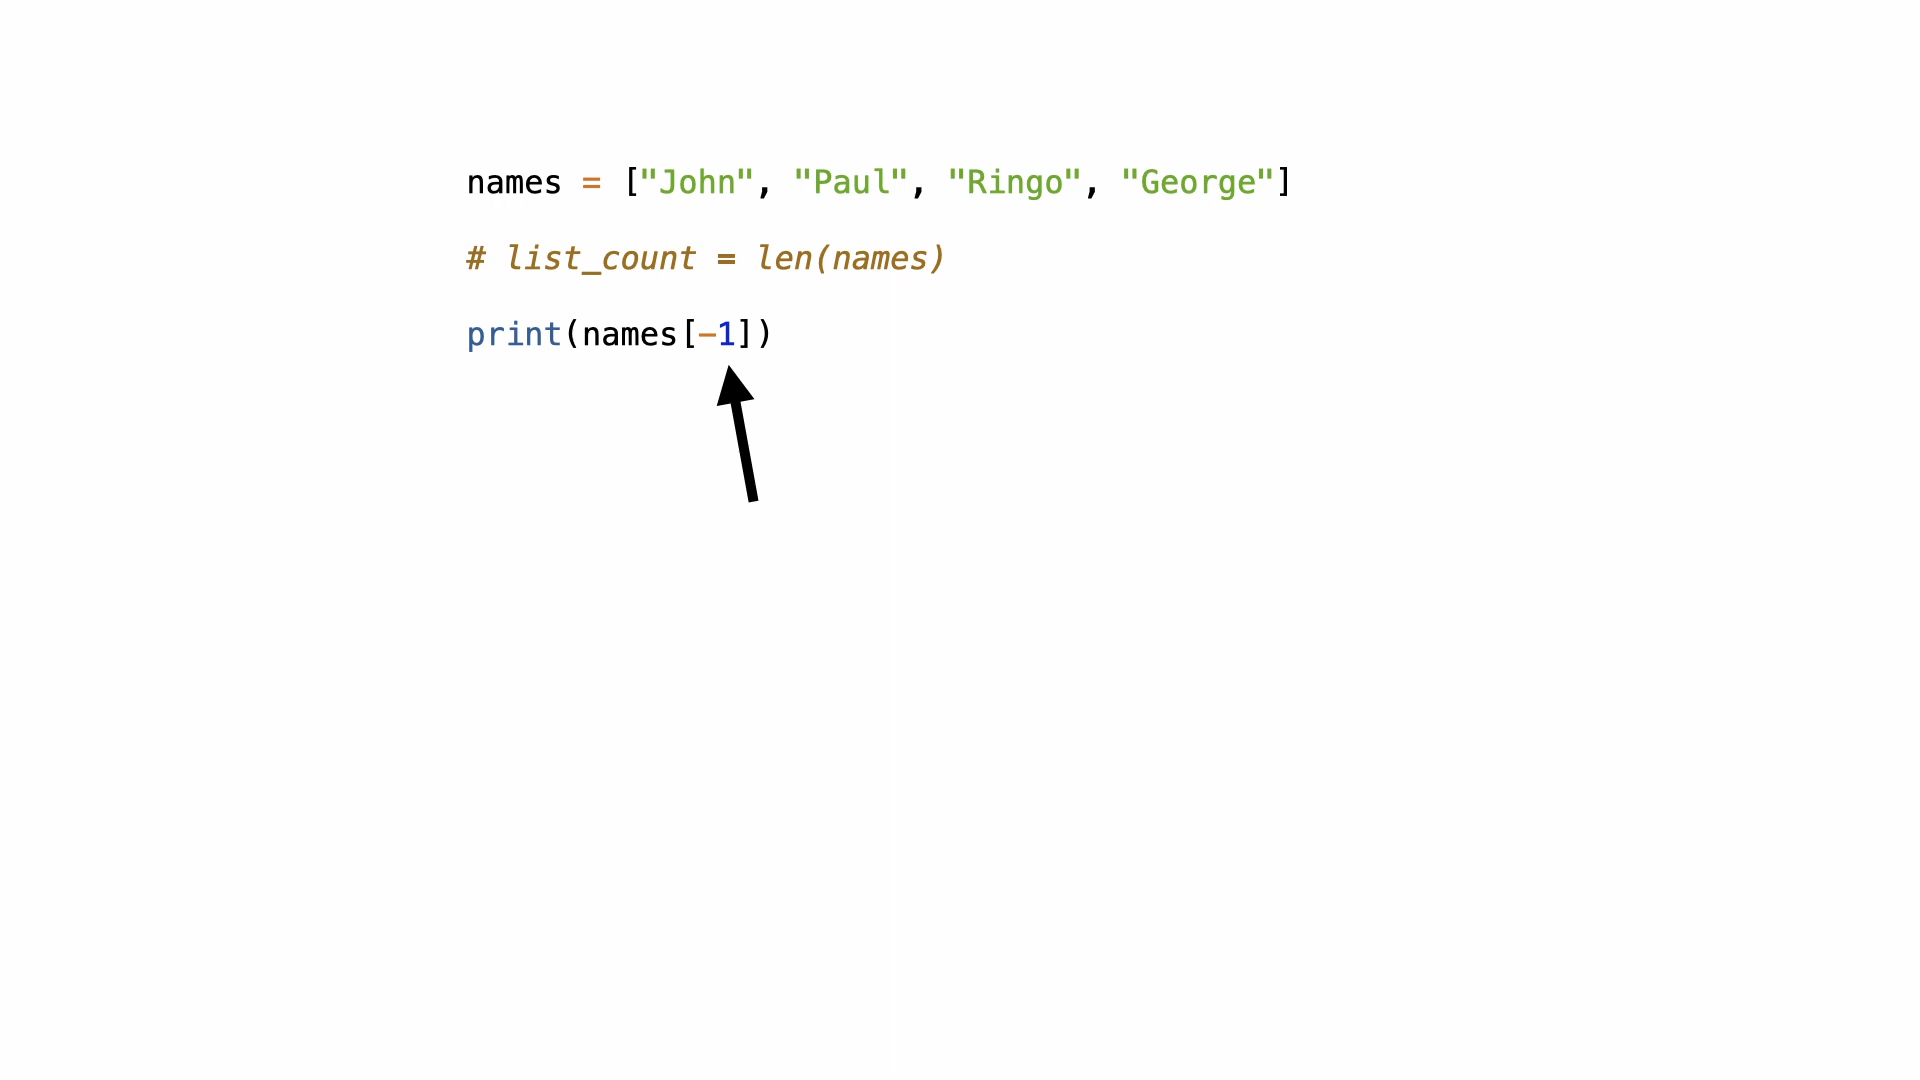 names = ["John", "Paul", "Ringo", "George"]
# list_count = len(names)
print(names[-1])